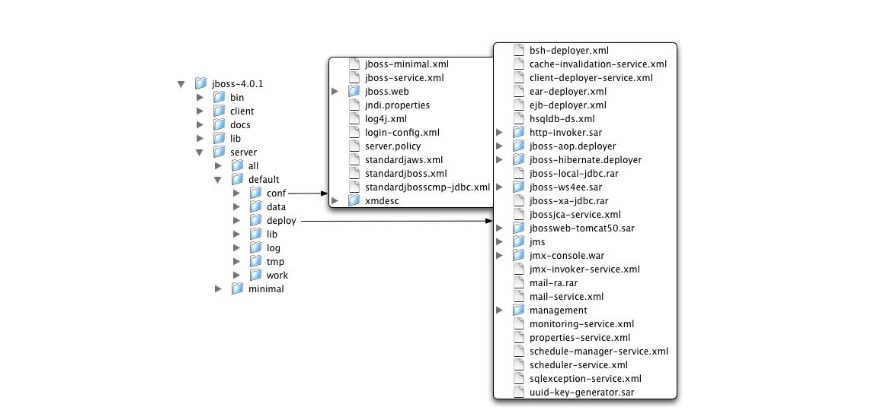 jboss-4.0.1
bin
client
docs
lib
server
all
default
conf
data
deploy
lib
log
tmp
work
minimal
jboss-minimal.xml
jboss-service.xml
jboss.web
jndi.properties
log4j.xml
login-config.xml
server.policy
standardjaws.xml
standardjboss.xml
standardjbosscmp-jdbc.xml
xmdesc
bsh-deployer.xml
cache-invalidation-service.xml
client-deployer-service.xml
ear-deployer.xml
ejb-deployer.xml
hsqldb-ds.xml
http-invoker.sar
jboss-aop.deployer
jboss-hibernate.deployer
jboss-local-jdbc.rar
jboss-ws4ee.sar
jboss-xa-jdbc.rar
jbossjca-service.xml
jbossweb-tomcat50.sar
jms
jmx-console.war
jmx-invoker-service.xml
mail-ra.rar
mail-service.xml
management
monitoring-service.xml
properties-service.xml
schedule-manager-service.xml
scheduler-service.xml
sqlexception-service.xml
uuid-key-generator.sar